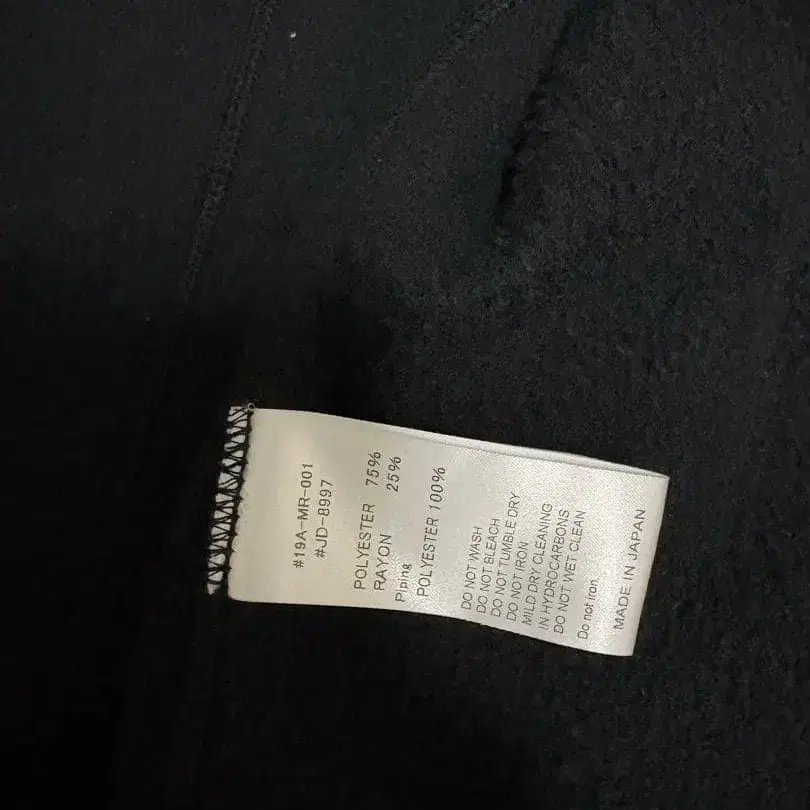 #19A-MR-001
#JD-8997
POLYESTER 75%
RAYON 25%
Piping
POLYESTER 100%
DO NOT WASH
DO NOT BLEACH
DO NOT TUMBLE DRY
DO NOT IRON
MILD DRY CLEANING
IN HYDROCARBONS
DO NOT WET CLEAN
Do not iron
MADE IN JAPAN